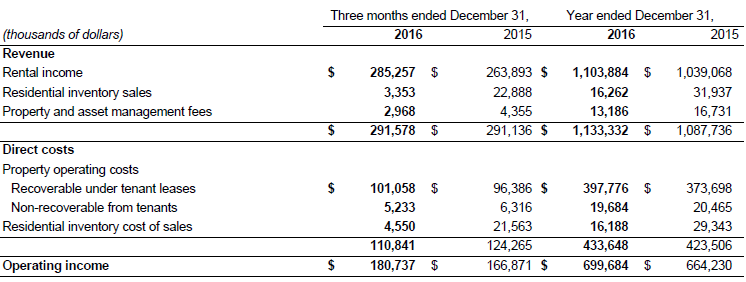 Three months ended December 31, Year ended December 31,
(thousands of dollars) 2016 2015 2016 2015
Revenue
Rental income $ 285,257 $ 263,893 $ 1,103,884 $ 1,039,068
Residential inventory sales 3,353 22,888 16,262 31,937
Property and asset management fees 2,968 4,355 13,186 16,731
$ 291,578 $ 291,136 $ 1,133,332 $ 1,087,736
Direct costs
Property operating costs
Recoverable under tenant leases $ 101,058 $ 96,386 $ 397,776 $ 373,698
Non-recoverable from tenants 5,233 6,316 19,684 20,465
Residential inventory cost of sales 4,550 21,563 16,188 29,343
110,841 124,265 433,648 423,506
Operating income $ 180,737 $ 166,871 $ 699,684 $ 664,230